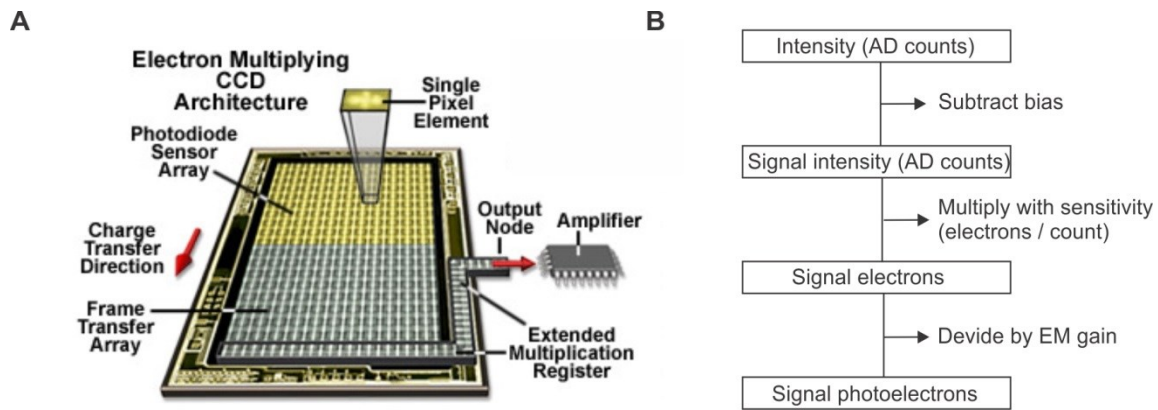 A
Electron Multiplying
CCD
Architecture
Single
Pixel
Element
Photodiode
Sensor
Array
Output
Node
Amplifier
Charge
Transfer
Direction
Frame
Transfer
Array
Extended
Multiplication
Register
B
Intensity (AD counts)
Subtract bias
Signal intensity (AD counts)
Multiply with sensitivity
(electrons / count)
Signal electrons
Devide by EM gain
Signal photoelectrons